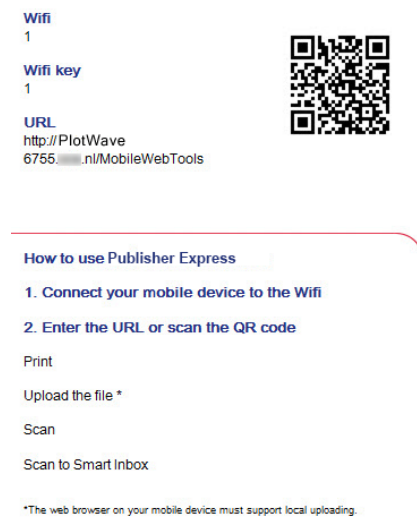 Wifi
1
Wifi key
1
URL
http://PlotWave
6755. .nl/MobileWebTools
How to use Publisher Express
1. Connect your mobile device to the Wifi
2. Enter the URL or scan the QR code
Print
Upload the file *
Scan
Scan to Smart Inbox
*The web browser on your mobile device must support local uploading.